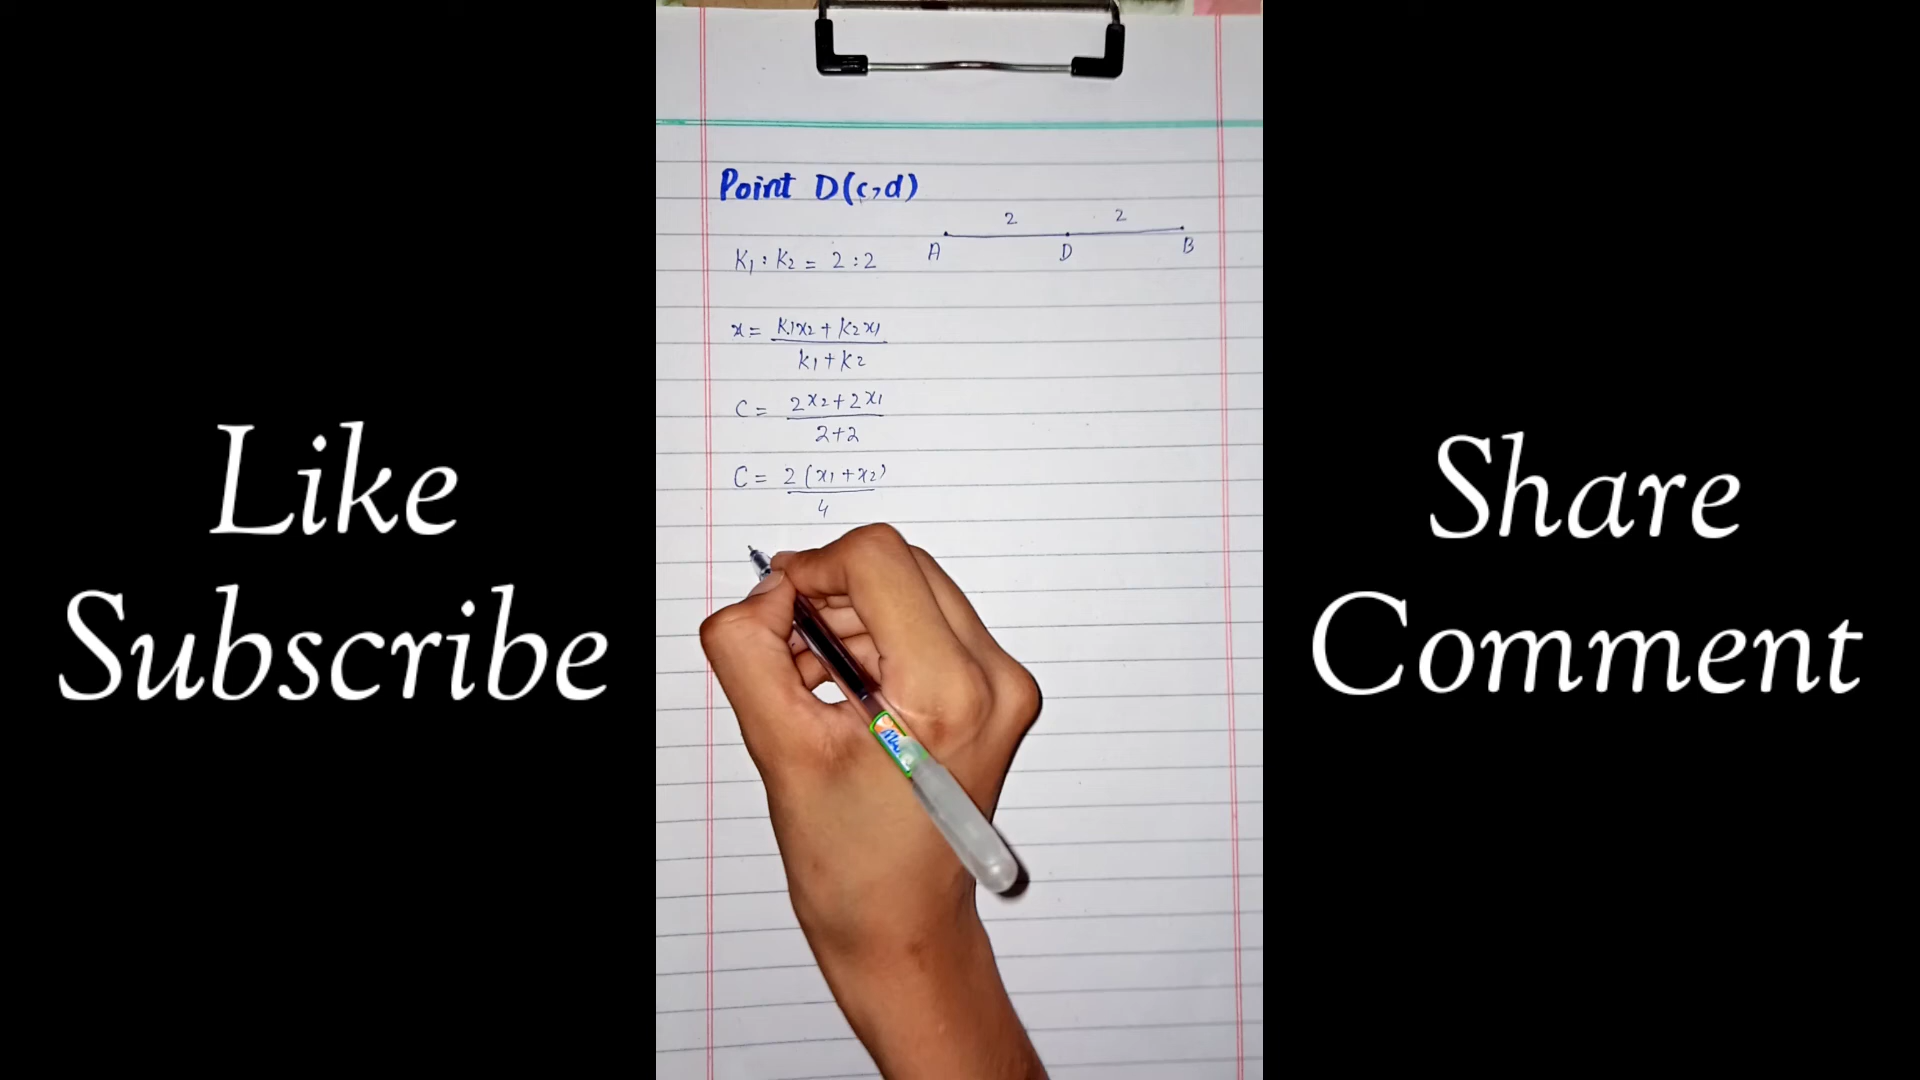 Like
Subscribe
Point D(c,d)
2 2
A D B
K₁ : K₂ = 2 : 2
x = K₁x₂ + K₂x₁
K₁ + K₂
C = 2x₂ + 2x₁
2+2
C = 2 (x₁ + x₂)
4
Share
Comment